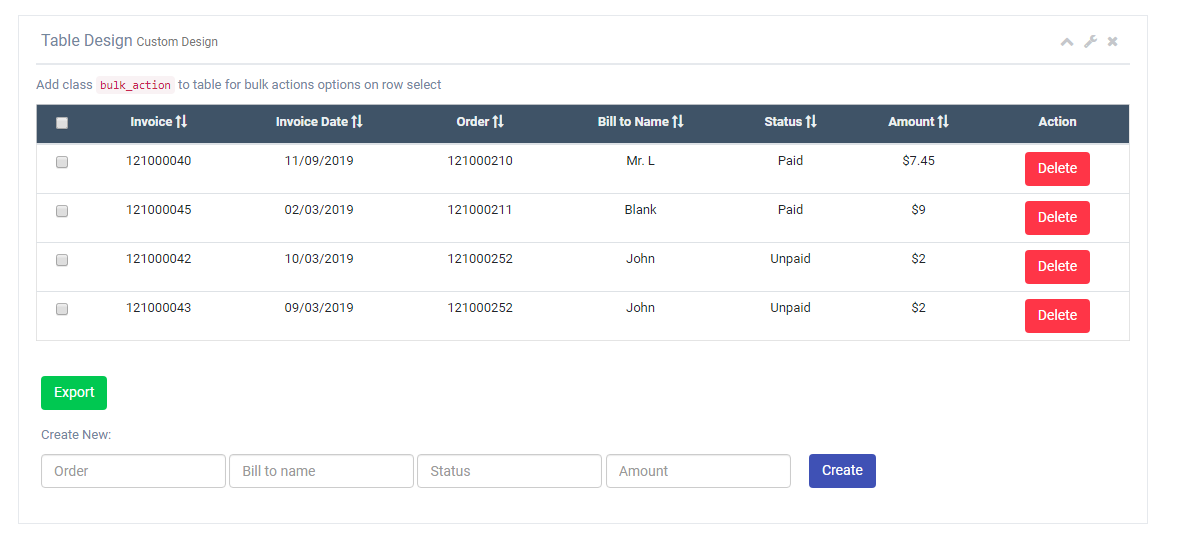 Table Design Custom Design
Add class bulk_action to table for bulk actions options on row select
Invoice Invoice Date Order Bill to Name Status Amount Action
121000040 11/09/2019 121000210 Mr. L Paid $7.45 Delete
121000045 02/03/2019 121000211 Blank Paid $9 Delete
121000042 10/03/2019 121000252 John Unpaid $2 Delete
121000043 09/03/2019 121000252 John Unpaid $2 Delete
Export
Create New:
Order Bill to name Status Amount Create